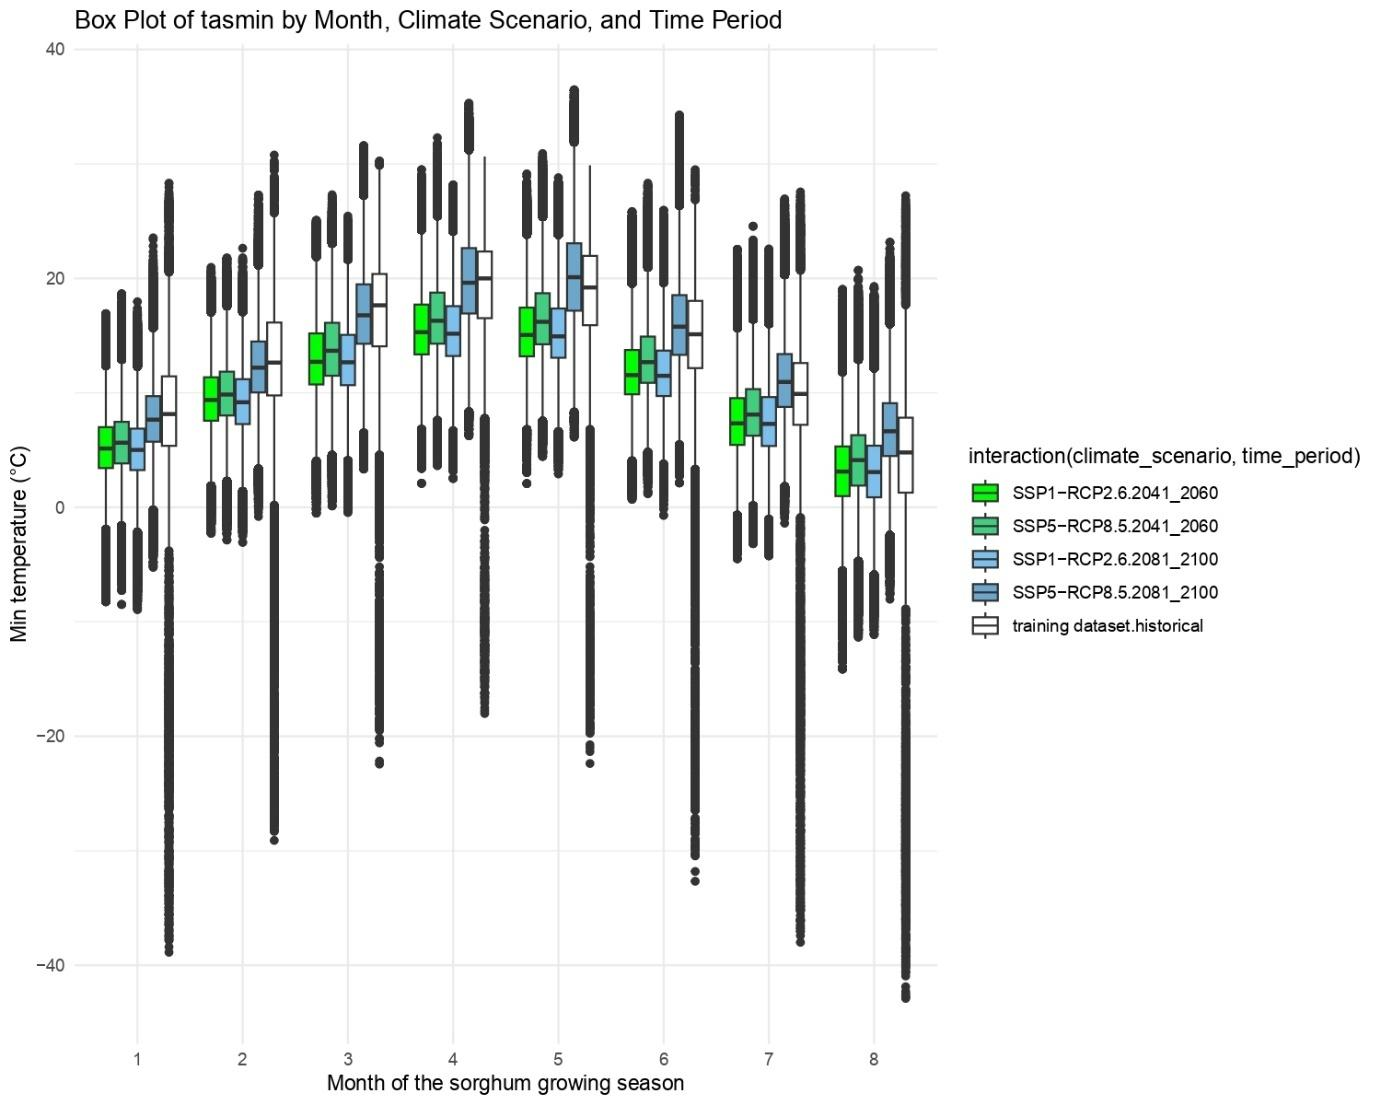 Box Plot of tasmin by Month, Climate Scenario, and Time Period
40
20
0
−20
−40
Min temperature (°C)
1 2 3 4 5 6 7 8
Month of the sorghum growing season
interaction(climate_scenario, time_period)
SSP1−RCP2.6.2041_2060
SSP5−RCP8.5.2041_2060
SSP1−RCP2.6.2081_2100
SSP5−RCP8.5.2081_2100
training dataset.historical